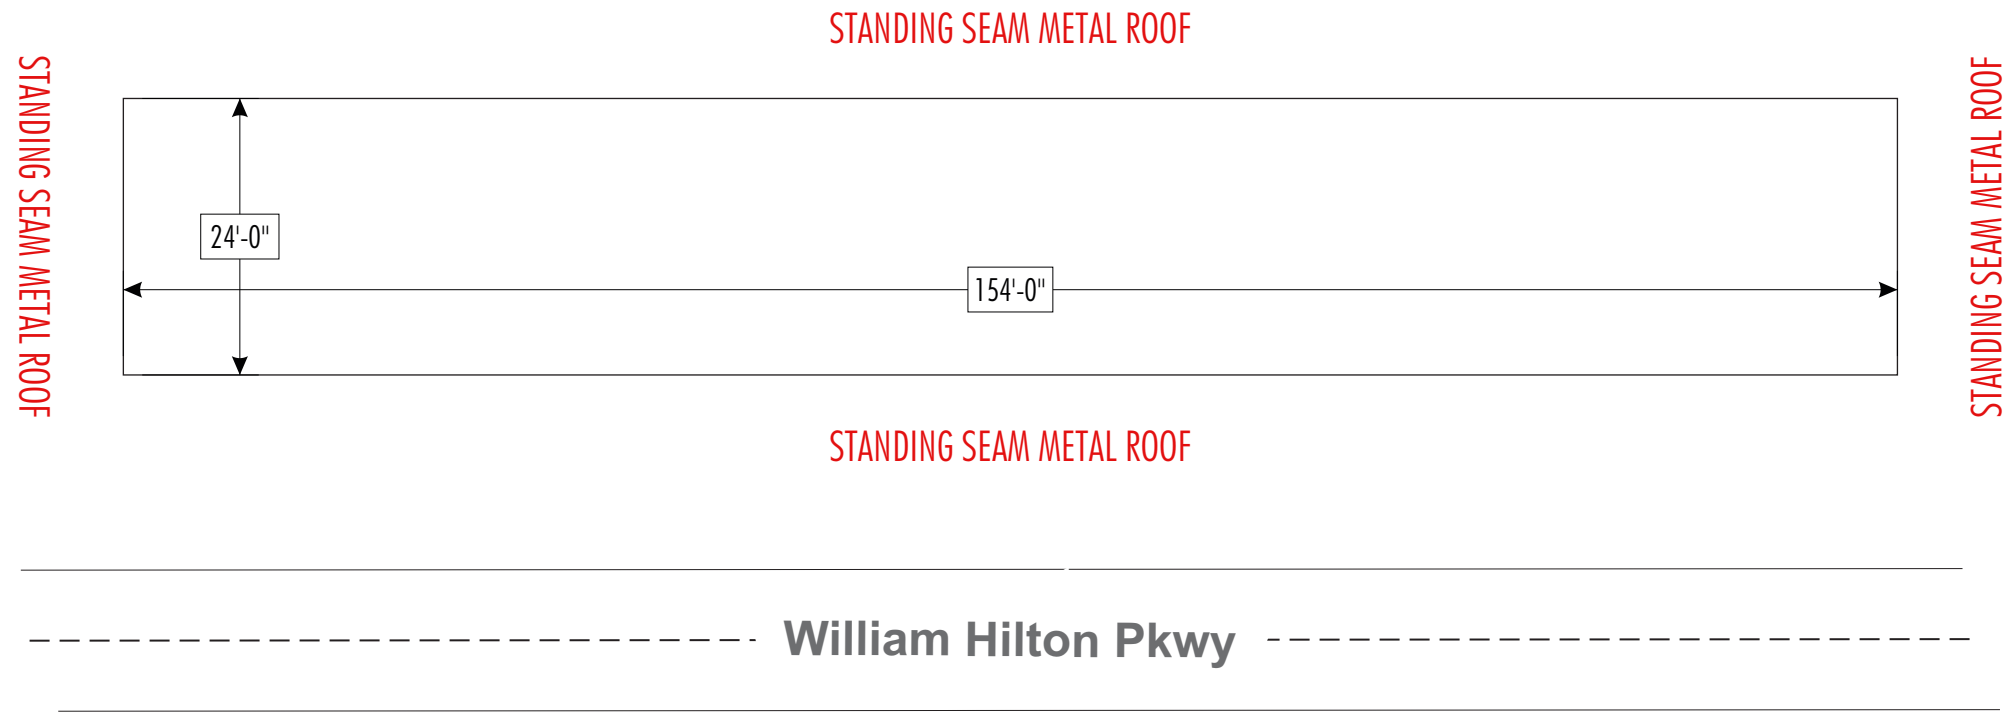 STANDING SEAM METAL ROOF
STANDING SEAM METAL ROOF
STANDING SEAM METAL ROOF
24'-0"
154'-0"
STANDING SEAM METAL ROOF
William Hilton Pkwy